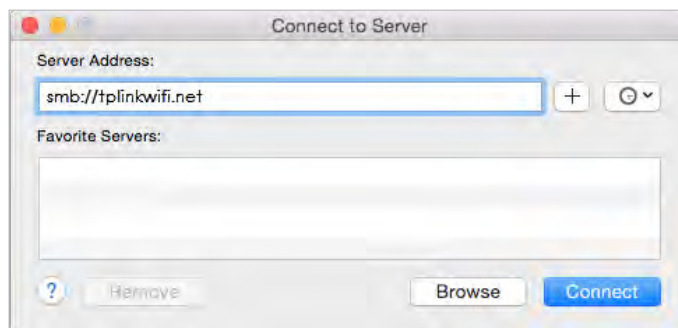 Connect to Server
Server Address:
smb://tplinkwifi.net
+
Favorite Servers:
? Remove Browse Connect